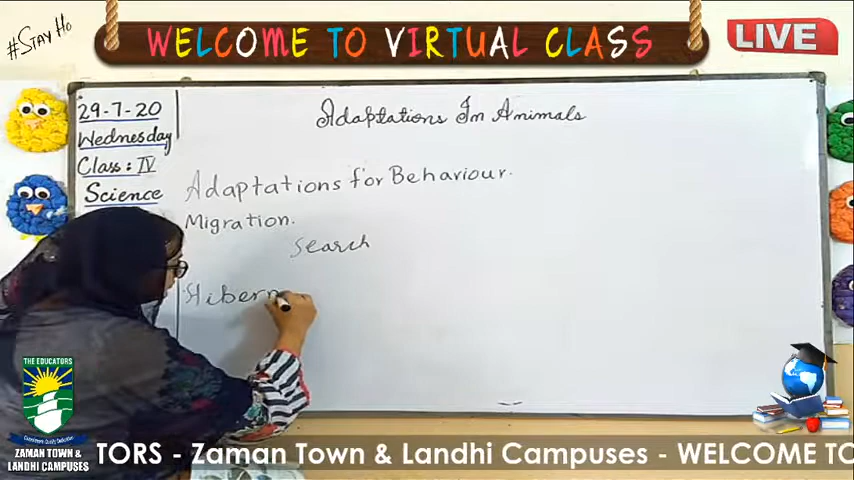 #Stay Ho
WELCOME TO VIRTUAL CLASS
LIVE
29-7-20
Wednesday
Class: IV
Science
Adaptations In Animals
Adaptations for Behaviour.
Migration.
Search
Hibern
THE EDUCATORS
ZAMAN TOWN &
LANDHI CAMPUSES
TORS - Zaman Town & Landhi Campuses - WELCOME TO